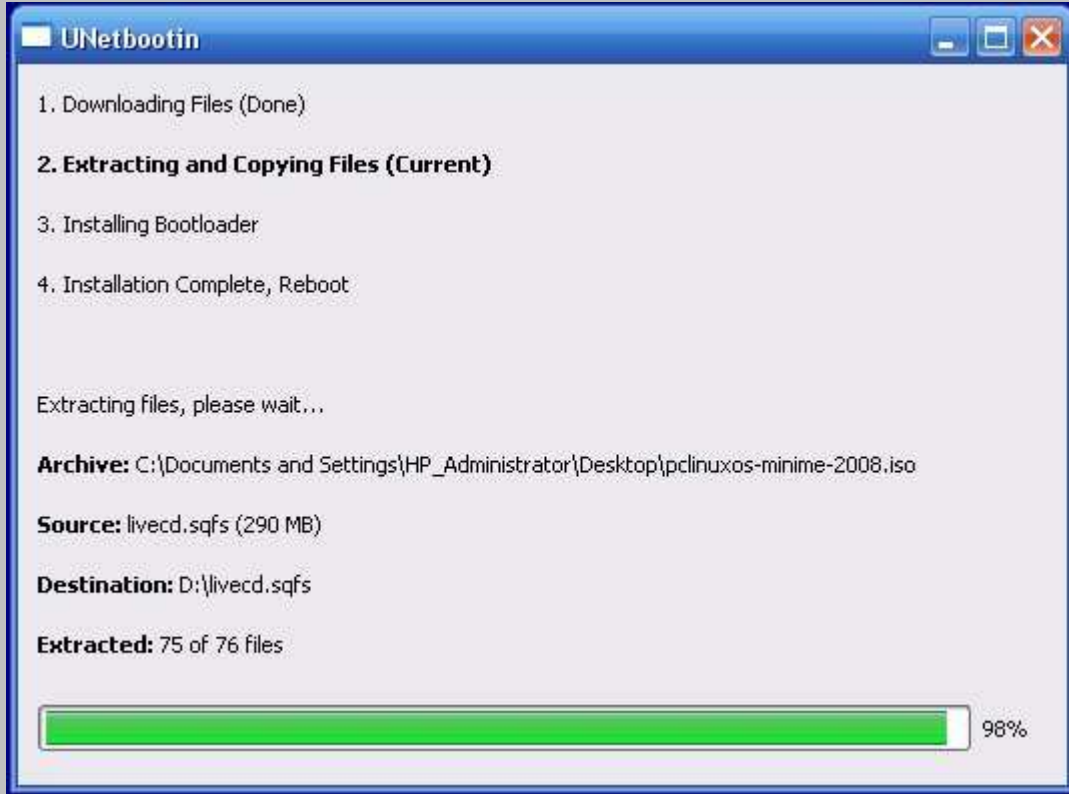 UNetbootin
1. Downloading Files (Done)
2. Extracting and Copying Files (Current)
3. Installing Bootloader
4. Installation Complete, Reboot
Extracting files, please wait...
Archive: C:\Documents and Settings\HP_Administrator\Desktop\pclinuxos-minime-2008.iso
Source: livecd.sqfs (290 MB)
Destination: D:\livecd.sqfs
Extracted: 75 of 76 files
98%